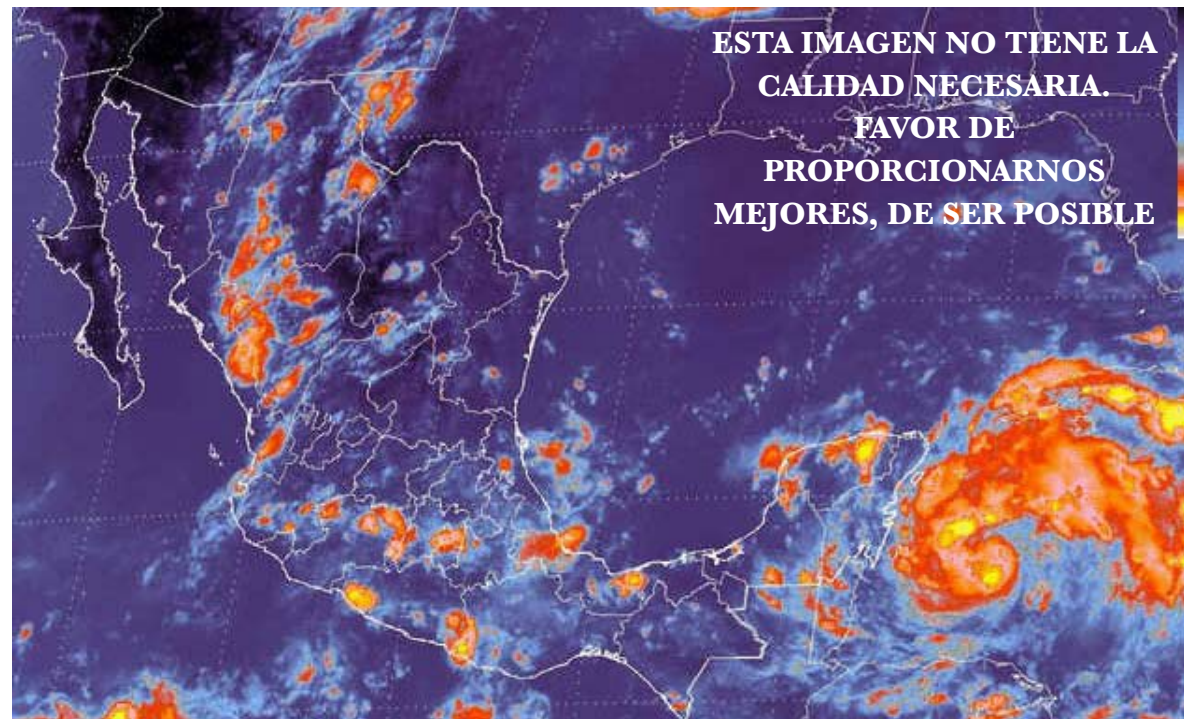 ESTA IMAGEN NO TIENE LA
CALIDAD NECESARIA.
FAVOR DE
PROPORCIONARNOS
MEJORES, DE SER POSIBLE